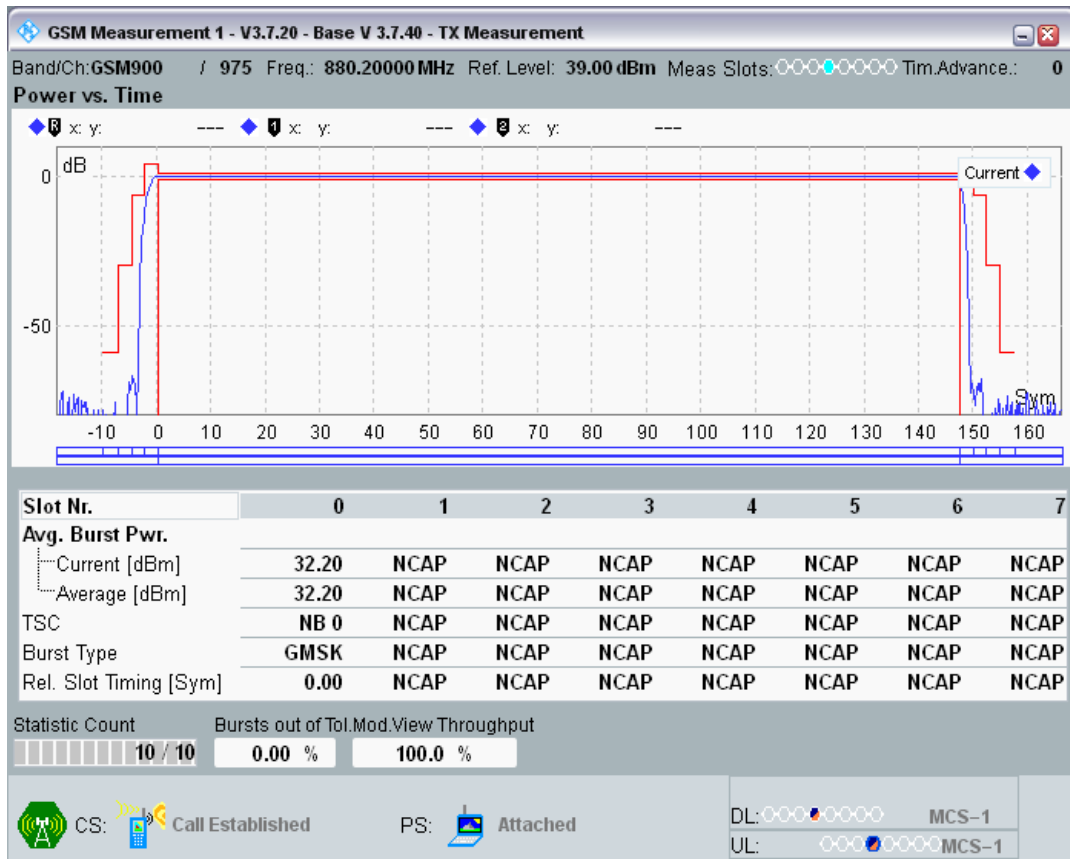 GSM Measurement 1 - V3.7.20 - Base V 3.7.40 - TX Measurement
Band/Ch:GSM900 / 975 Freq.: 880.20000 MHz Ref. Level: 39.00 dBm Meas Slots: Tim.Advance.: 0
Power vs. Time
R x: y: --- 1 x: y: --- 2 x: y: ---
dB
Current
0
-50
Sym
-10 0 10 20 30 40 50 60 70 80 90 100 110 120 130 140 150 160
Slot Nr. 0 1 2 3 4 5 6 7
Avg. Burst Pwr.
Current [dBm] 32.20 NCAP NCAP NCAP NCAP NCAP NCAP NCAP
Average [dBm] 32.20 NCAP NCAP NCAP NCAP NCAP NCAP NCAP
TSC NB 0 NCAP NCAP NCAP NCAP NCAP NCAP NCAP
Burst Type GMSK NCAP NCAP NCAP NCAP NCAP NCAP NCAP
Rel. Slot Timing [Sym] 0.00 NCAP NCAP NCAP NCAP NCAP NCAP NCAP
Statistic Count Bursts out of Tol.Mod.View Throughput
10 / 10 0.00 % 100.0 %
CS: Call Established PS: Attached
DL: MCS-1
UL: MCS-1